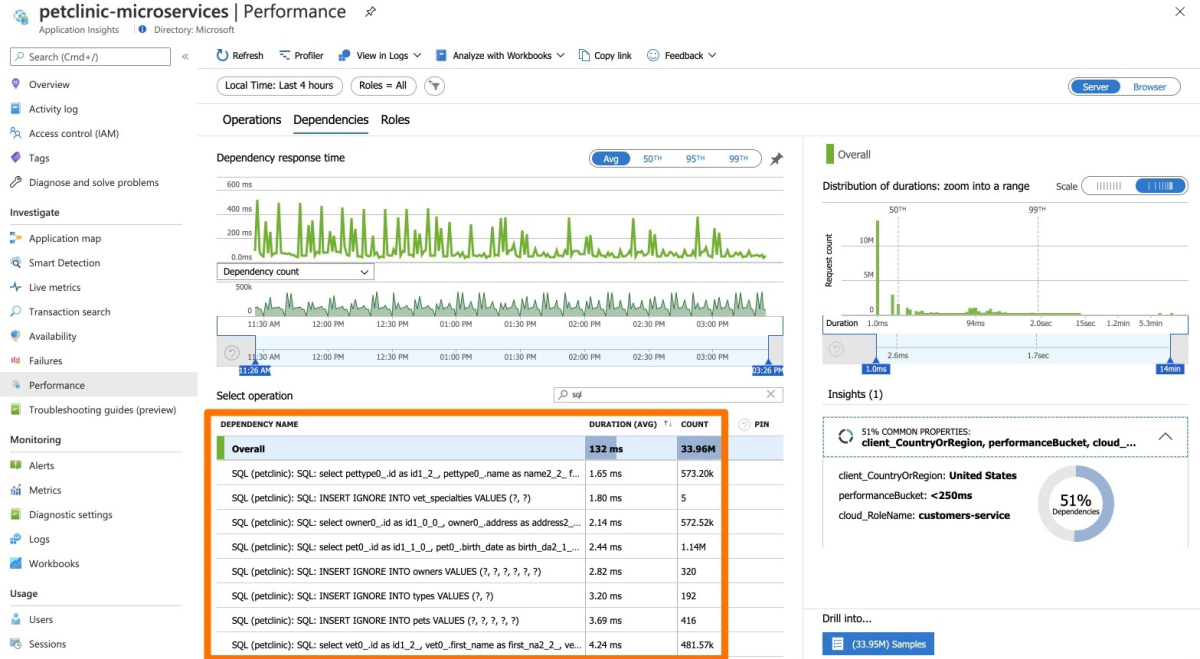 petclinic-microservices | Performance
Application Insights
Directory: Microsoft
Search (Cmd+/)
«
Overview
Activity log
Access control (IAM)
Tags
Diagnose and solve problems
Investigate
Application map
Smart Detection
Live metrics
Transaction search
Availability
Failures
Performance
Troubleshooting guides (preview)
Monitoring
Alerts
Metrics
Diagnostic settings
Logs
Workbooks
Usage
Users
Sessions
Refresh Profiler View in Logs Analyze with Workbooks Copy link Feedback
Local Time: Last 4 hours Roles = All
Server Browser
Operations Dependencies Roles
Dependency response time
Avg 50TH 95TH 99TH
600 ms
400 ms
200 ms
0.0ms
Dependency count
500k
0
11:30 AM 12:00 PM 12:30 PM 01:00 PM 01:30 PM 02:00 PM 02:30 PM 03:00 PM
11:30 AM 12:00 PM 12:30 PM 01:00 PM 01:30 PM 02:00 PM 02:30 PM 03:00 PM
11:26 AM 03:26 PM
Select operation
sql
DEPENDENCY NAME DURATION (AVG) ↑↓ COUNT PIN
Overall 132 ms 33.96M
SQL (petclinic): SQL: select pettype0_.id as id1_2_, pettype0_.name as name2_2_ f... 1.65 ms 573.20k
SQL (petclinic): SQL: INSERT IGNORE INTO vet_specialties VALUES (?, ?) 1.80 ms 5
SQL (petclinic): SQL: select owner0_.id as id1_0_0_, owner0_.address as address2_... 2.14 ms 572.52k
SQL (petclinic): SQL: select pet0_.id as id1_1_0_, pet0_.birth_date as birth_da2_1_... 2.44 ms 1.14M
SQL (petclinic): SQL: INSERT IGNORE INTO owners VALUES (?, ?, ?, ?, ?, ?) 2.82 ms 320
SQL (petclinic): SQL: INSERT IGNORE INTO types VALUES (?, ?) 3.20 ms 192
SQL (petclinic): SQL: INSERT IGNORE INTO pets VALUES (?, ?, ?, ?, ?) 3.69 ms 416
SQL (petclinic): SQL: select vet0_.id as id1_2_, vet0_.first_name as first_na2_2_, ve... 4.24 ms 481.57k
Overall
Distribution of durations: zoom into a range
Scale
50TH 99TH
Request count
10M
5M
0
Duration 1.0ms 94ms 2.0sec 15sec 1.2min 5.3min
2.6ms 1.7sec
1.0ms 14min
Insights (1)
51% COMMON PROPERTIES:
client_CountryOrRegion, performanceBucket, cloud_...
client_CountryOrRegion: United States
performanceBucket: <250ms
cloud_RoleName: customers-service
51%
Dependencies
Drill into...
(33.95M) Samples